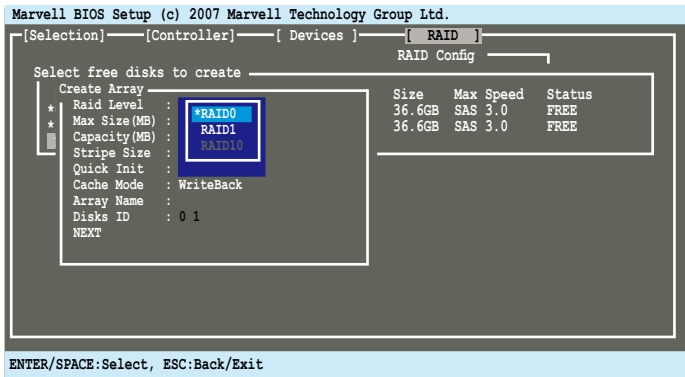 Marvell BIOS Setup (c) 2007 Marvell Technology Group Ltd.
[Selection] [Controller] [ Devices ] [ RAID ]
RAID Config
Select free disks to create
Create Array
Size Max Speed Status
* Raid Level : *RAID0 36.6GB SAS 3.0 FREE
* Max Size(MB) : RAID1 36.6GB SAS 3.0 FREE
Capacity(MB) : RAID10
Stripe Size :
Quick Init :
Cache Mode : WriteBack
Array Name :
Disks ID : 0 1
NEXT
ENTER/SPACE:Select, ESC:Back/Exit